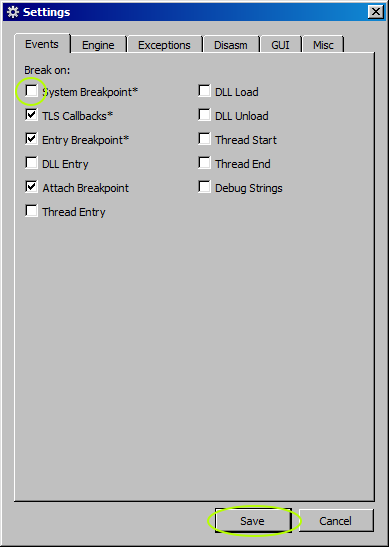 Settings
Events Engine Exceptions Disasm GUI Misc
Break on:
System Breakpoint* DLL Load
TLS Callbacks* DLL Unload
Entry Breakpoint* Thread Start
DLL Entry Thread End
Attach Breakpoint Debug Strings
Thread Entry
Save Cancel